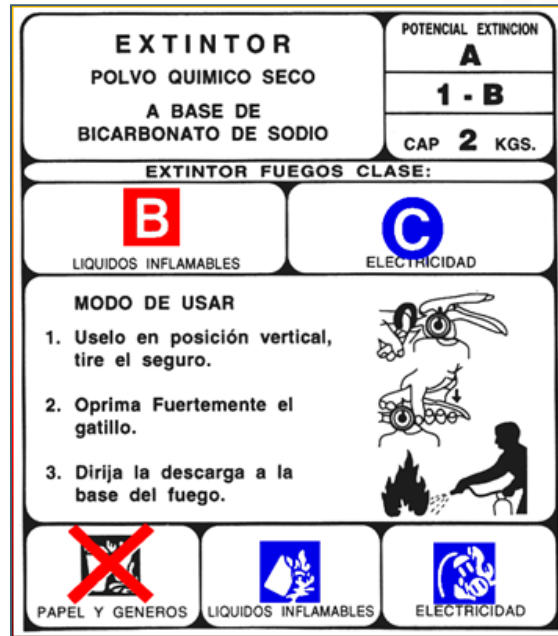 EXTINTOR
POLVO QUIMICO SECO
A BASE DE
BICARBONATO DE SODIO
POTENCIAL EXTINCION
A
1 - B
CAP 2 KGS.
EXTINTOR FUEGOS CLASE:
B
LIQUIDOS INFLAMABLES
C
ELECTRICIDAD
MODO DE USAR
1. Uselo en posición vertical,
tire el seguro.
2. Oprima Fuertemente el
gatillo.
3. Dirija la descarga a la
base del fuego.
PAPEL Y GENEROS
LIQUIDOS INFLAMABLES
ELECTRICIDAD